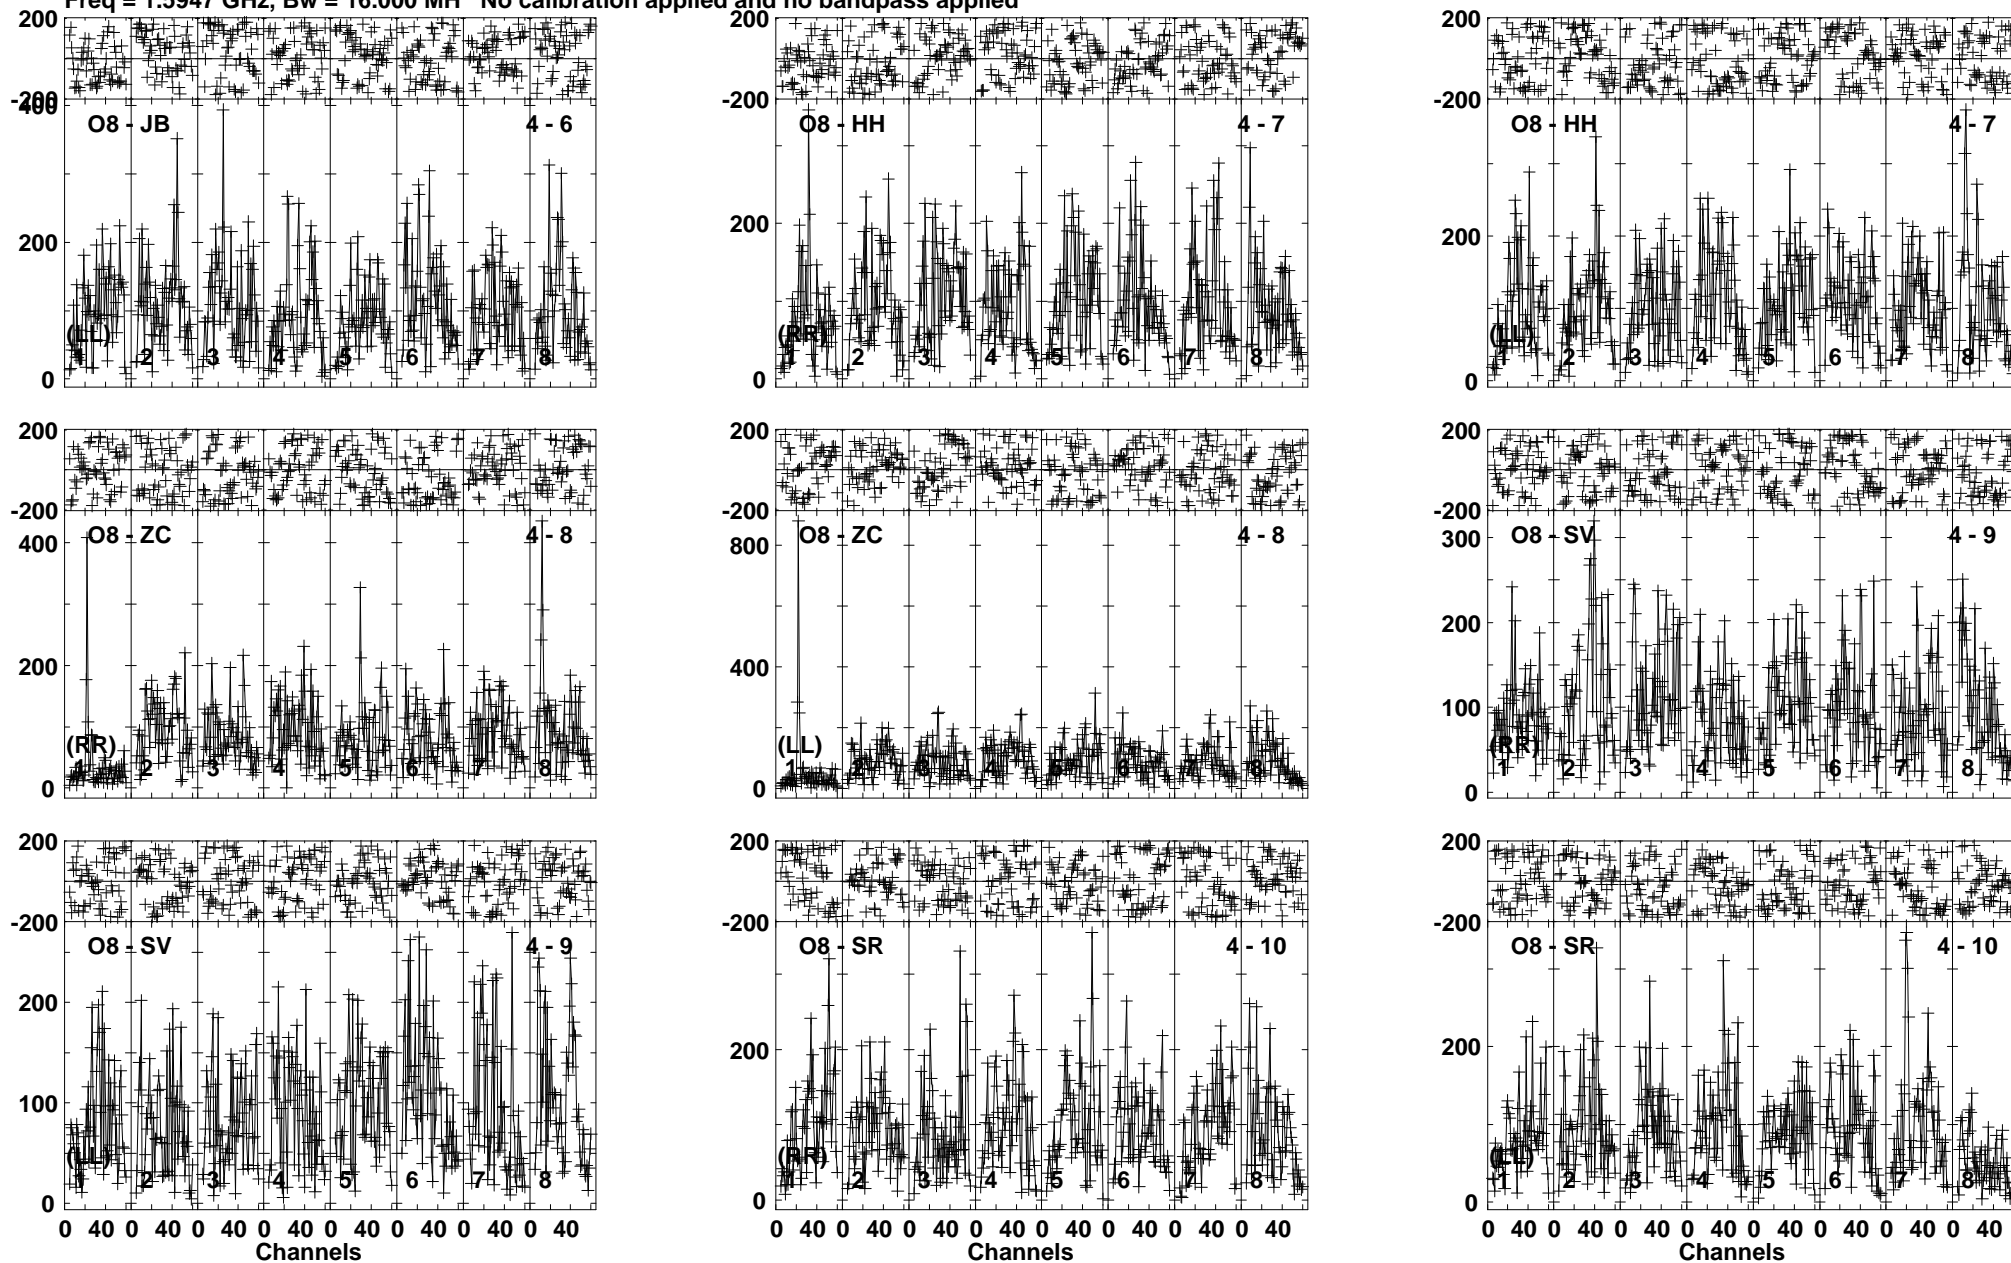 Freq = 1.5947 GHz, Bw = 16.000 MH No calibration applied and no bandpass applied
200 200 200
-200 -200 -200
400
O8 - JB 4 - 6 O8 - HH 4 - 7 O8 - HH 4 - 7
200 200 200
(LL) (RR) (LL)
1 2 3 4 5 6 7 8 1 2 3 4 5 6 7 8 1 2 3 4 5 6 7 8
0 0 0
200 200 200
-200 -200 -200
O8 - ZC 4 - 8 O8 - ZC 4 - 8 O8 - SV 4 - 9
400 800 300
200 400 200
100
(RR) (LL) (RR)
1 2 3 4 5 6 7 8 1 2 3 4 5 6 7 8 1 2 3 4 5 6 7 8
0 0 0
200 200 200
-200 -200 -200
O8 - SV 4 - 9 O8 - SR 4 - 10 O8 - SR 4 - 10
200 200 200
100
(LL) (RR) (LL)
1 2 3 4 5 6 7 8 1 2 3 4 5 6 7 8 1 2 3 4 5 6 7 8
0 0 0
0 40 0 40 0 40 0 40 0 40 0 40 0 40 0 40 0 40 0 40 0 40 0 40 0 40 0 40 0 40 0 40 0 40 0 40 0 40 0 40 0 40 0 40 0 40 0 40
Channels Channels Channels